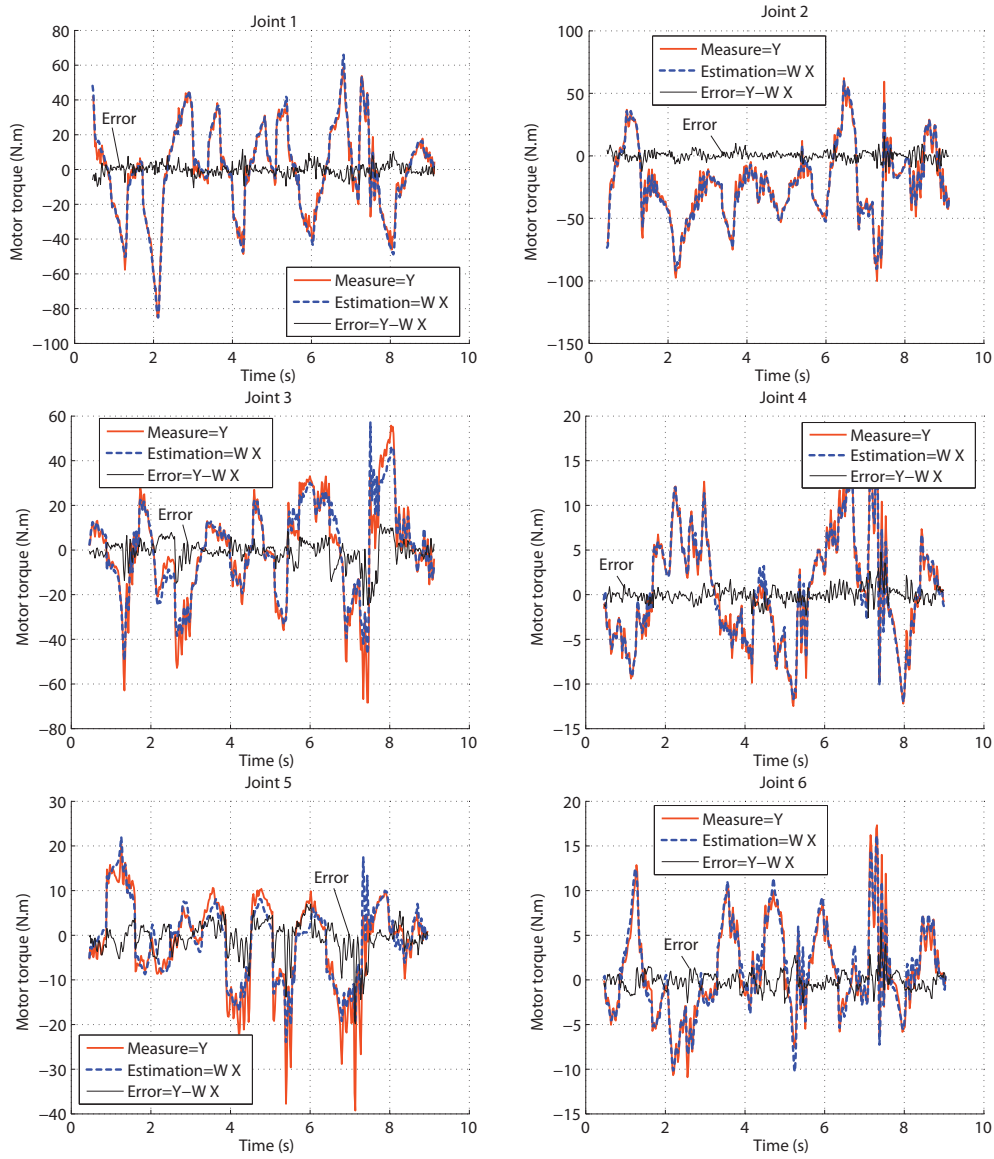 Joint 1
Motor torque (N.m)
80
60
40
20
0
−20
−40
−60
−80
−100
Error
Measure=Y
Estimation=W X
Error=Y−W X
0 2 4 6 8 10
Time (s)
Joint 2
Motor torque (N.m)
100
50
0
−50
−100
−150
Measure=Y
Estimation=W X
Error=Y−W X
Error
0 2 4 6 8 10
Time (s)
Joint 3
Motor torque (N.m)
60
40
20
0
−20
−40
−60
−80
Measure=Y
Estimation=W X
Error=Y−W X
Error
0 2 4 6 8 10
Time (s)
Joint 4
Motor torque (N.m)
20
15
10
5
0
−5
−10
−15
Measure=Y
Estimation=W X
Error=Y−W X
Error
0 2 4 6 8 10
Time (s)
Joint 5
Motor torque (N.m)
30
20
10
0
−10
−20
−30
−40
Error
Measure=Y
Estimation=W X
Error=Y−W X
0 2 4 6 8 10
Time (s)
Joint 6
Motor torque (N.m)
20
15
10
5
0
−5
−10
−15
Measure=Y
Estimation=W X
Error=Y−W X
Error
0 2 4 6 8 10
Time (s)